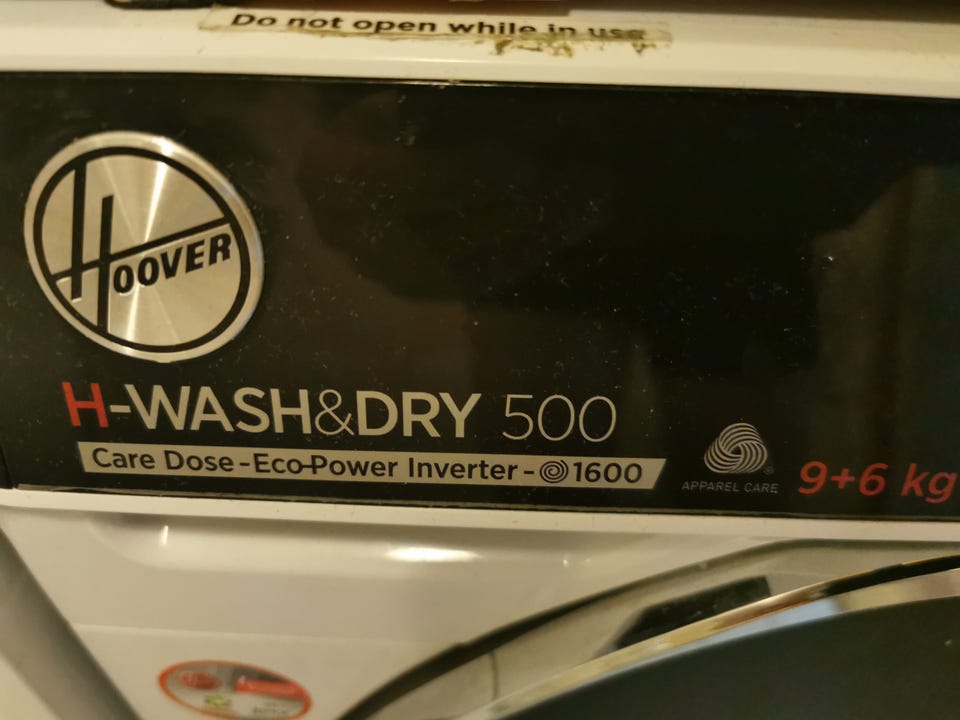 Do not open while in use
HOOVER
H-WASH&DRY 500
Care Dose-Eco-Power Inverter-1600
APPAREL CARE
9+6 kg